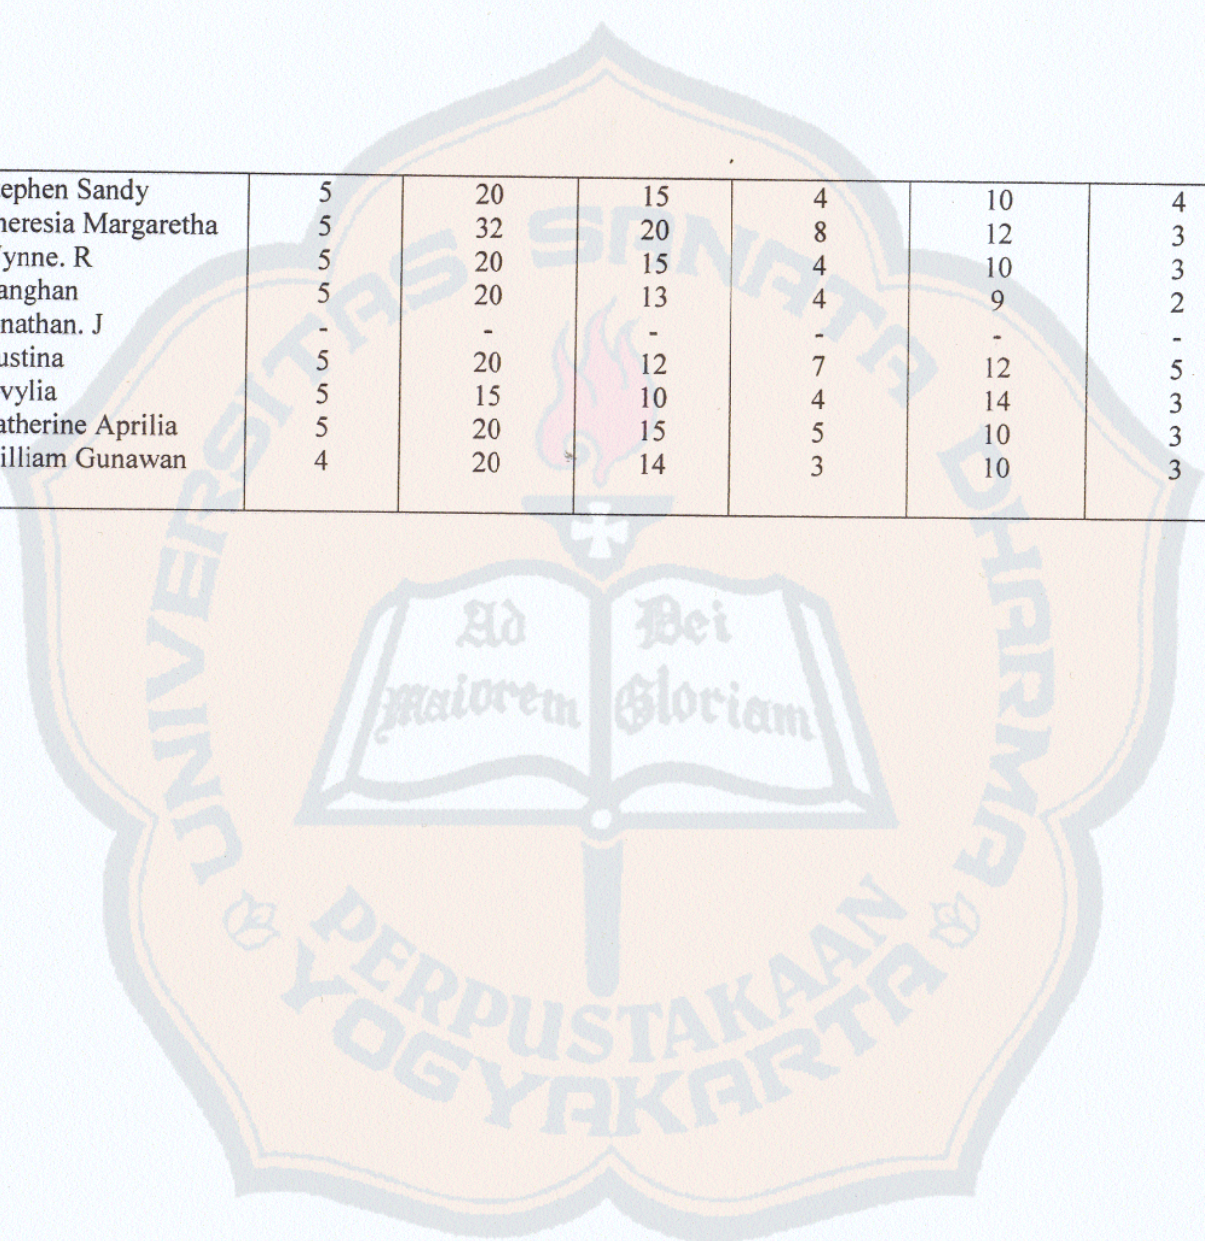 ephen Sandy 5 20 15 4 10 4
heresia Margaretha 5 32 20 8 12 3
ynne. R 5 20 15 4 10 3
anghan 5 20 13 4 9 2
nathan. J - - - - - -
ustina 5 20 12 7 12 5
vylia 5 15 10 4 14 3
atherine Aprilia 5 20 15 5 10 3
illiam Gunawan 4 20 14 3 10 3
UNIVERSITAS SANATA DHARMA
Ad Dei
maiorem Gloriam
PERPUSTAKAAN
YOGYAKARTA